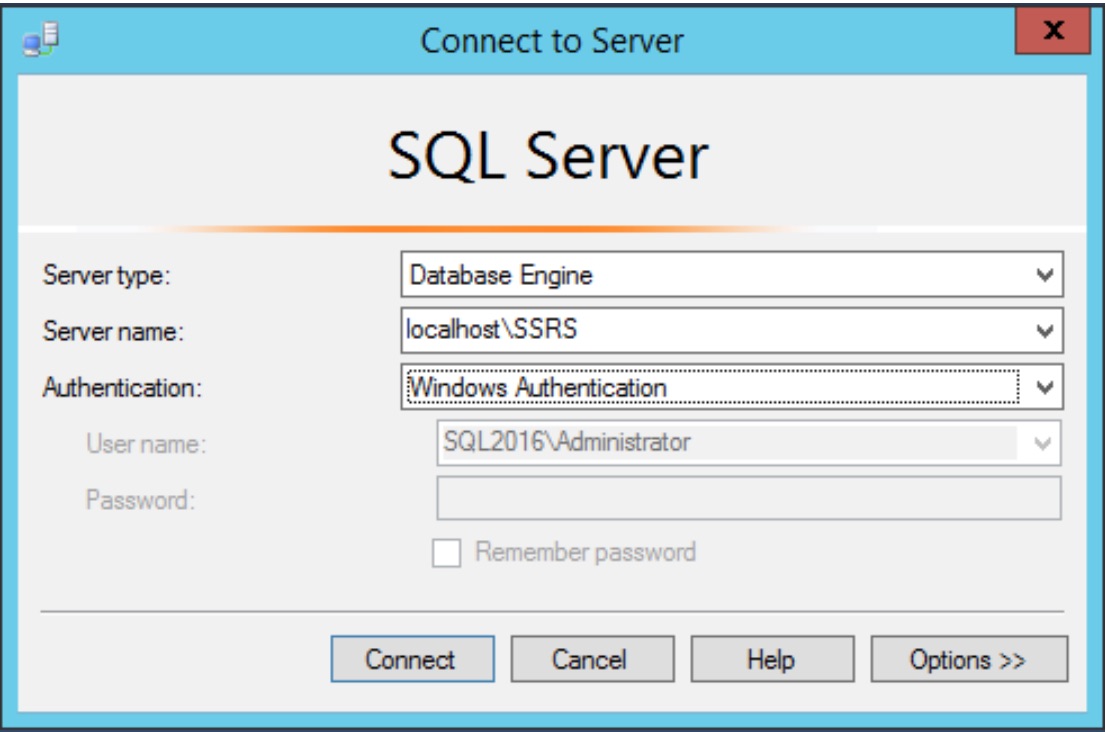 Connect to Server
x
SQL Server
Server type: Database Engine
Server name: localhost\SSRS
Authentication: Windows Authentication
User name: SQL2016\Administrator
Password:
Remember password
Connect Cancel Help Options >>